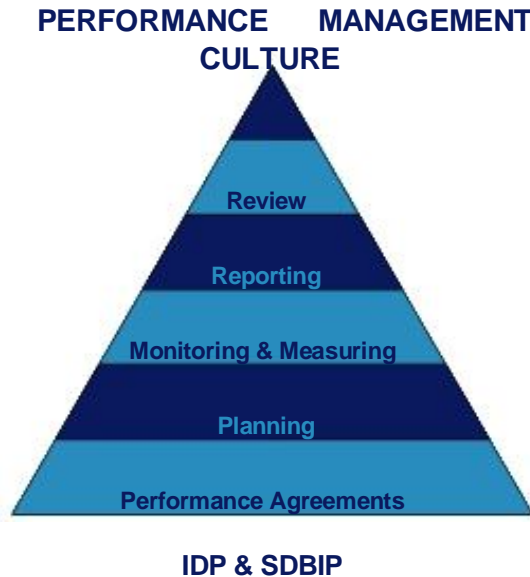 PERFORMANCE MANAGEMENT
CULTURE
Review
Reporting
Monitoring & Measuring
Planning
Performance Agreements
IDP & SDBIP